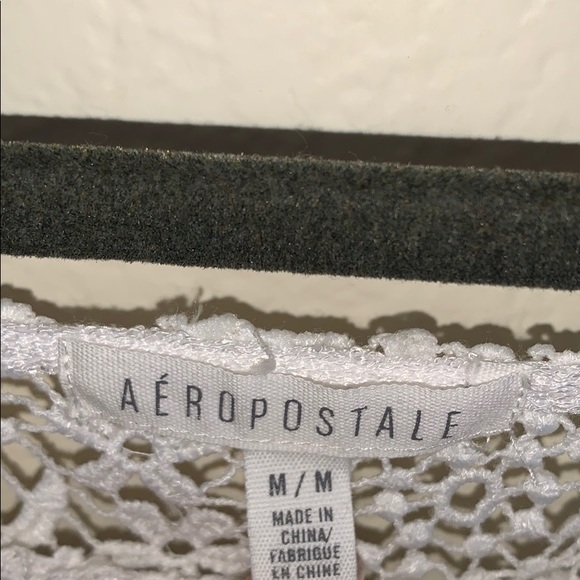 AÉROPOSTALE
M/M
MADE IN
CHINA/
FABRIQUE
EN CHINE